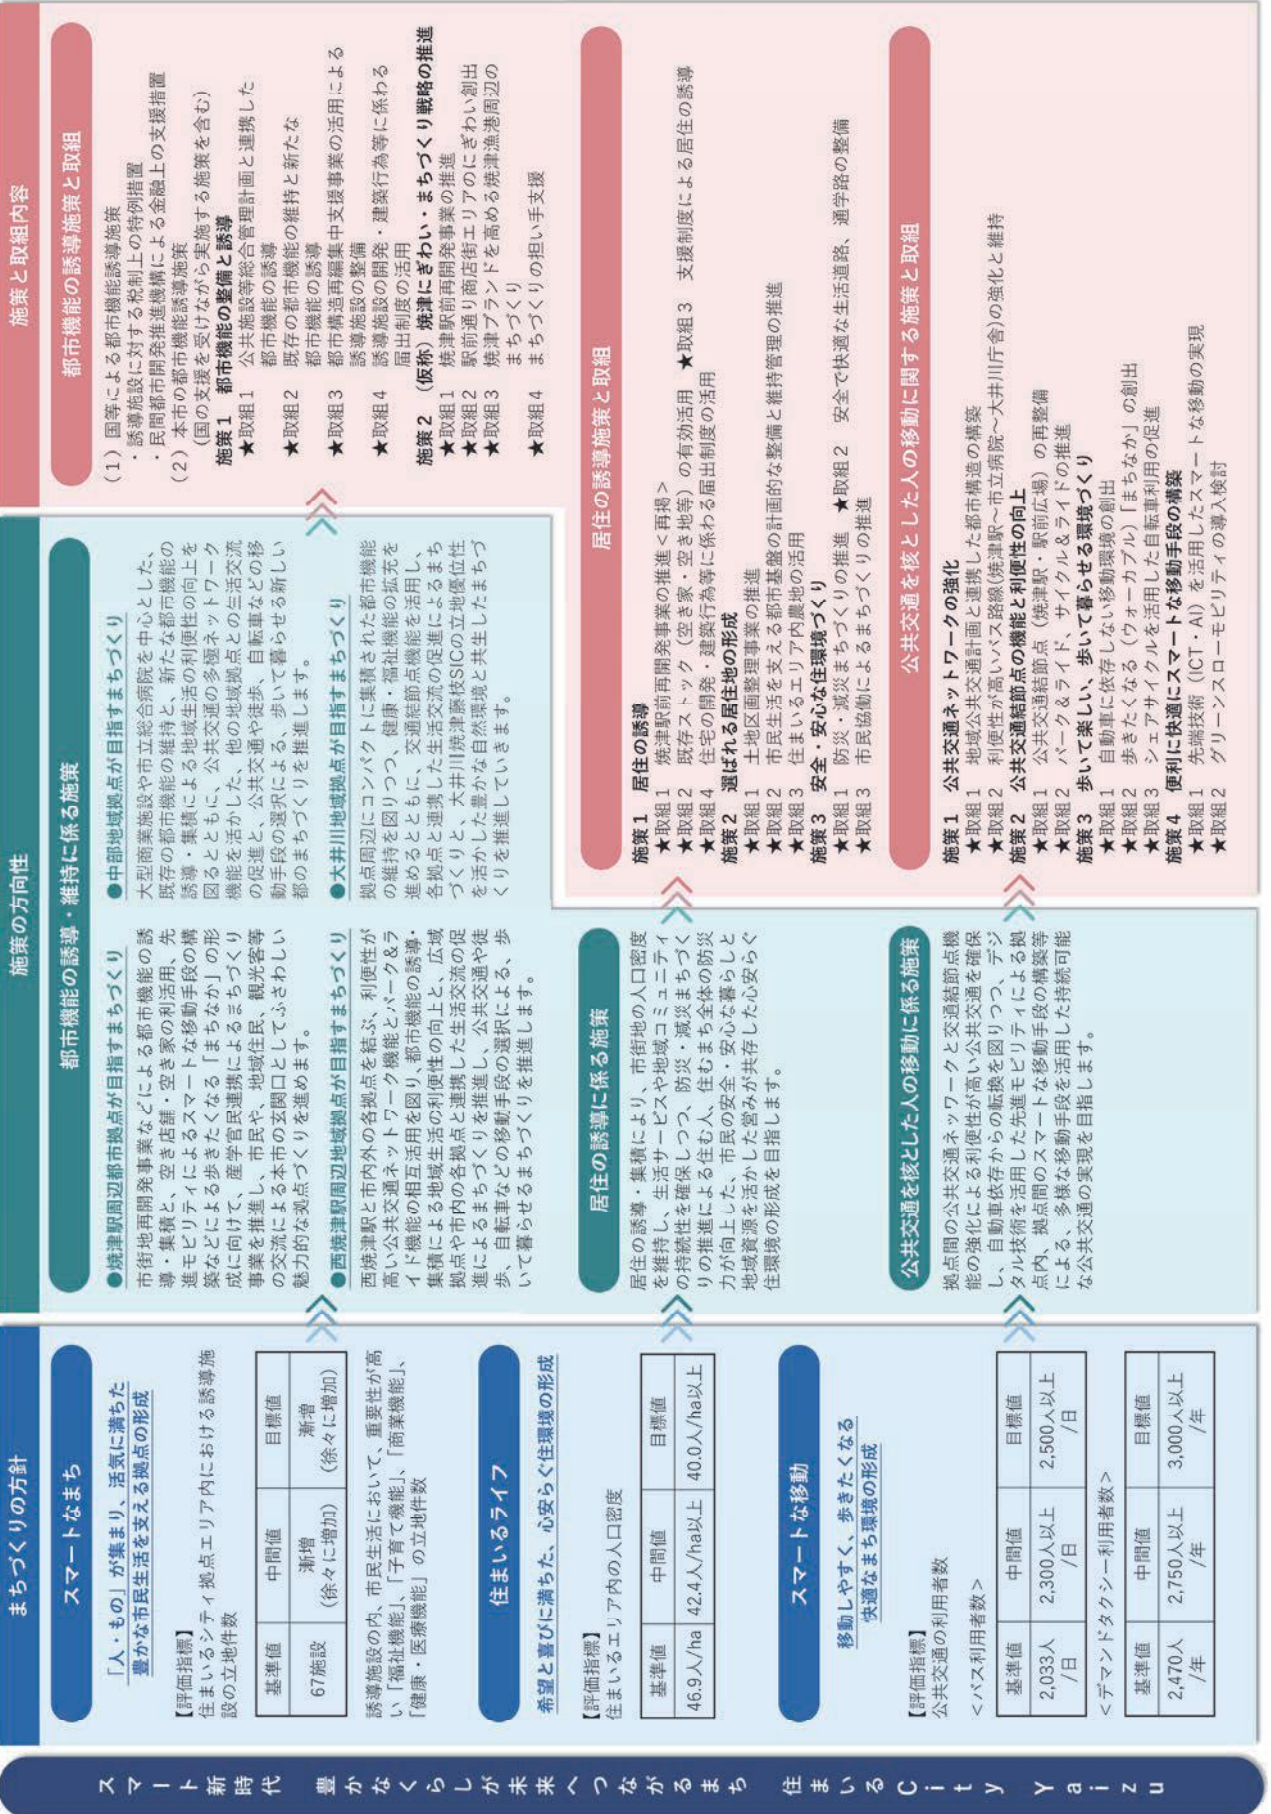 スマート新時代　豊かなくらしが未来へつながるまち　住まいるCity Yaizu
まちづくりの方針
スマートなまち
「人・もの」が集まり、活気に満ちた
豊かな市民生活を支える拠点の形成
【評価指標】
住まいるシティ拠点エリア内における誘導施
設の立地件数
基準値　中間値　目標値
67施設　漸増（徐々に増加）　漸増（徐々に増加）
誘導施設の内、市民生活において、重要性が高
い「福祉機能」、「子育て機能」、「商業機能」、
「健康・医療機能」の立地件数
住まいるライフ
希望と喜びに満ちた、心安らぐ住環境の形成
【評価指標】
住まいるエリア内の人口密度
基準値　中間値　目標値
46.9人/ha　42.4人/ha以上　40.0人/ha以上
スマートな移動
移動しやすく、歩きたくなる
快適なまち環境の形成
【評価指標】
公共交通の利用者数
＜バス利用者数＞
基準値　中間値　目標値
2,033人/日　2,300人以上/日　2,500人以上/日
＜デマンドタクシー利用者数＞
基準値　中間値　目標値
2,470人/年　2,750人以上/年　3,000人以上/年
施策の方向性
都市機能の誘導・維持に係る施策
●焼津駅周辺都市拠点が目指すまちづくり
市街地再開発事業などによる都市機能の誘
導・集積と、空き店舗・空き家の利活用、先
進モビリティによるスマートな移動手段の構
築などによる歩きたくなる「まちなか」の形
成に向けて、産学官民連携によるまちづくり
事業を推進し、市民や、地域住民、観光客等
の交流による本市の玄関口としてふさわしい
魅力的な拠点づくりを進めます。
●西焼津駅周辺地域拠点が目指すまちづくり
西焼津駅と市内外の各拠点を結ぶ、利便性が
高い公共交通ネットワーク機能とパーク&ラ
イド機能の相互活用を図り、都市機能の誘導・
集積による地域生活の利便性の向上と、広域
拠点や市内の各拠点と連携した生活交流の促
進によるまちづくりを推進し、公共交通や徒
歩、自転車などの移動手段の選択による、歩
いて暮らせるまちづくりを推進します。
●中部地域拠点が目指すまちづくり
大型商業施設や市立総合病院を中心とした、
既存の都市機能の維持と、新たな都市機能の
誘導・集積による地域生活の利便性の向上を
図るとともに、公共交通の多極ネットワーク
機能を活かした、他の地域拠点との生活交流
の促進と、公共交通や徒歩、自転車などの移
動手段の選択による、歩いて暮らせる新しい
都のまちづくりを推進します。
●大井川地域拠点が目指すまちづくり
拠点周辺にコンパクトに集積された都市機能
の維持を図りつつ、健康・福祉機能の拡充を
進めるとともに、交通結節点機能を活用し、
各拠点と連携した生活交流の促進によるまち
づくりと、大井川焼津藤枝SICの立地優位性
を活かした豊かな自然環境と共生したまちづ
くりを推進していきます。
居住の誘導に係る施策
居住の誘導・集積により、市街地の人口密度
を維持し、生活サービスや地域コミュニティ
の持続性を確保しつつ、防災・減災まちづく
りの推進による住む人、住むまち全体の防災
力が向上した、市民の安全・安心な暮らしと
地域資源を活かした営みが共存した心安らぐ
住環境の形成を目指します。
公共交通を核とした人の移動に係る施策
拠点間の公共交通ネッワークと交通結節点機
能の強化による利便性が高い公共交通を確保
し、自動車依存からの転換を図りつつ、デジ
タル技術を活用した先進モビリティによる拠
点内、拠点間のスマートな移動手段の構築等
による、多様な移動手段を活用した持続可能
な公共交通の実現を目指します。
施策と取組内容
都市機能の誘導施策と取組
（1）国等による都市機能誘導施策
・誘導施設に対する税制上の特例措置
・民間都市開発推進機構による金融上の支援措置
（2）本市の都市機能誘導施策
（国の支援を受けながら実施する施策を含む）
施策1　都市機能の整備と誘導
★取組1　公共施設等総合管理計画と連携した
都市機能の誘導
★取組2　既存の都市機能の維持と新たな
都市機能の誘導
★取組3　都市構造再編集中支援事業の活用による
誘導施設の整備
★取組4　誘導施設の開発・建築行為等に係わる
届出制度の活用
施策2　（仮称）焼津にぎわい・まちづくり戦略の推進
★取組1　焼津駅前再開発事業の推進
★取組2　駅前通り商店街エリアのにぎわい創出
★取組3　焼津ブランドを高める焼津漁港周辺の
まちづくり
★取組4　まちづくりの担い手支援
居住の誘導施策と取組
施策1　居住の誘導
★取組1　焼津駅前再開発事業の推進＜再掲＞
★取組2　既存ストック（空き家・空き地等）の有効活用　★取組3　支援制度による居住の誘導
★取組4　住宅の開発・建築行為等に係わる届出制度の活用
施策2　選ばれる居住地の形成
★取組1　土地区画整理事業の推進
★取組2　市民生活を支える都市基盤の計画的な整備と維持管理の推進
★取組3　住まいるエリア内農地の活用
施策3　安全・安心な住環境づくり
★取組1　防災・減災まちづくりの推進　★取組2　安全で快適な生活道路、通学路の整備
★取組3　市民協働によるまちづくりの推進
公共交通を核とした人の移動に関する施策と取組
施策1　公共交通ネットワークの強化
★取組1　地域公共交通計画と連携した都市構造の構築
★取組2　利便性が高いバス路線(焼津駅～市立病院～大井川庁舎)の強化と維持
施策2　公共交通結節点の機能と利便性の向上
★取組1　公共交通結節点（焼津駅・駅前広場）の再整備
★取組2　パーク&ライド、サイクル&ライドの推進
施策3　歩いて楽しい、歩いて暮らせる環境づくり
★取組1　自動車に依存しない移動環境の創出
★取組2　歩きたくなる（ウォーカブル）「まちなか」の創出
★取組3　シェアサイクルを活用した自転車利用の促進
施策4　便利に快適にスマートな移動手段の構築
★取組1　先端技術（ICT・AI）を活用したスマートな移動の実現
★取組2　グリーンスローモビリティの導入検討